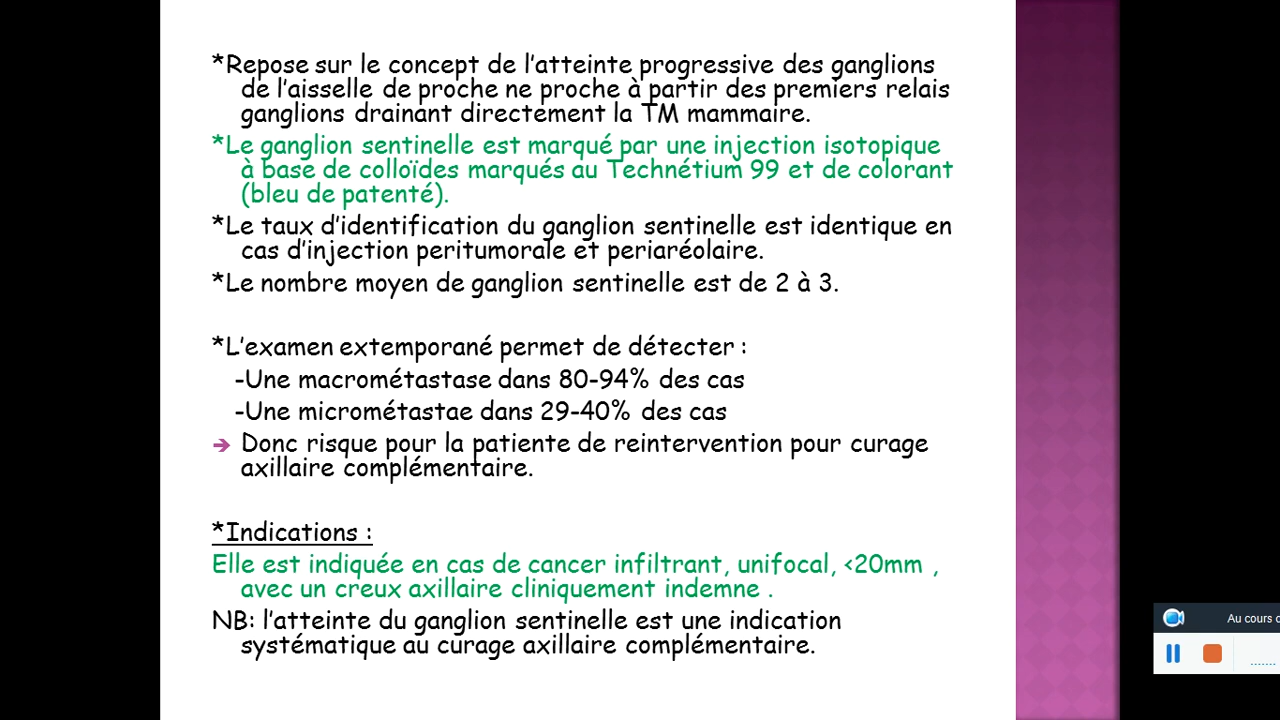 *Repose sur le concept de l'atteinte progressive des ganglions
de l'aisselle de proche ne proche à partir des premiers relais
ganglions drainant directement la TM mammaire.
*Le ganglion sentinelle est marqué par une injection isotopique
à base de colloïdes marqués au Technétium 99 et de colorant
(bleu de patenté).
*Le taux d'identification du ganglion sentinelle est identique en
cas d'injection peritumorale et periaréolaire.
*Le nombre moyen de ganglion sentinelle est de 2 à 3.
*L'examen extemporané permet de détecter :
-Une macrométastase dans 80-94% des cas
-Une micrométastae dans 29-40% des cas
➔ Donc risque pour la patiente de reintervention pour curage
axillaire complémentaire.
*Indications :
Elle est indiquée en cas de cancer infiltrant, unifocal, <20mm ,
avec un creux axillaire cliniquement indemne .
NB: l'atteinte du ganglion sentinelle est une indication
systématique au curage axillaire complémentaire.
Au cours